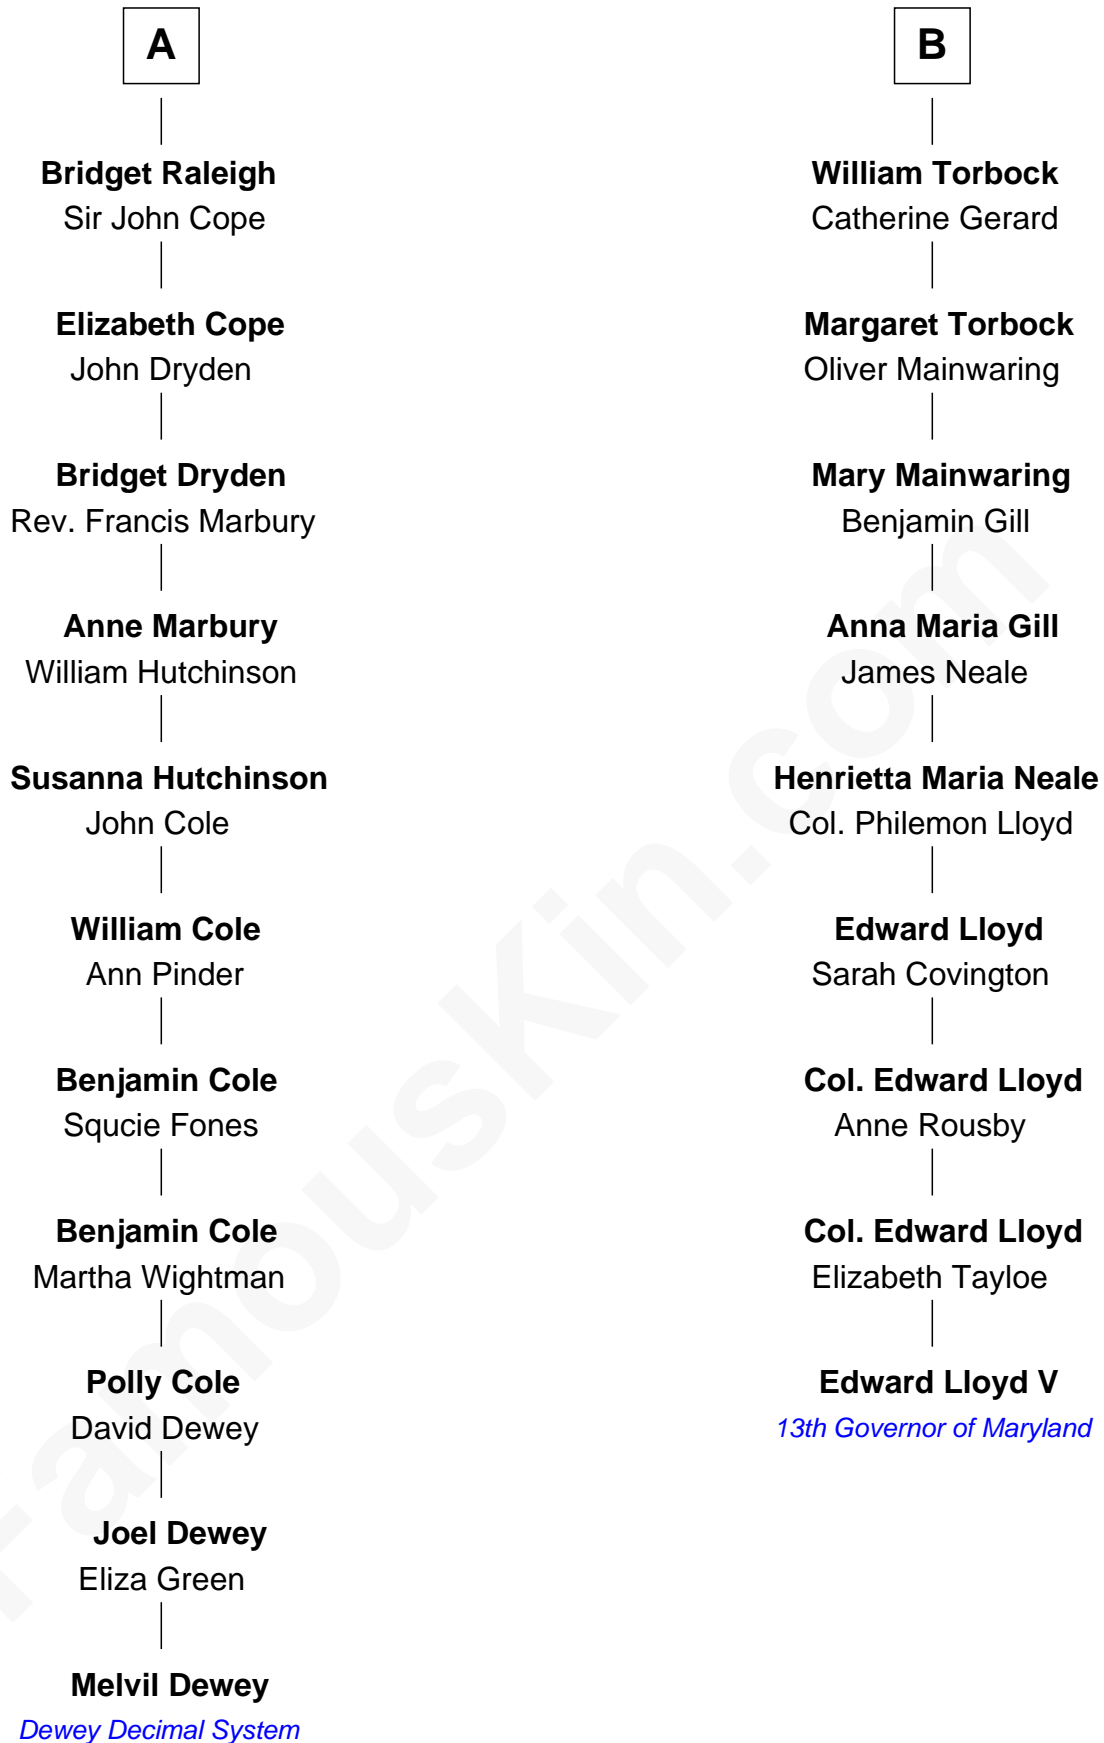 A
Bridget Raleigh
Sir John Cope
Elizabeth Cope
John Dryden
Bridget Dryden
Rev. Francis Marbury
Anne Marbury
William Hutchinson
Susanna Hutchinson
John Cole
William Cole
Ann Pinder
Benjamin Cole
Squcie Fones
Benjamin Cole
Martha Wightman
Polly Cole
David Dewey
Joel Dewey
Eliza Green
Melvil Dewey
Dewey Decimal System
B
William Torbock
Catherine Gerard
Margaret Torbock
Oliver Mainwaring
Mary Mainwaring
Benjamin Gill
Anna Maria Gill
James Neale
Henrietta Maria Neale
Col. Philemon Lloyd
Edward Lloyd
Sarah Covington
Col. Edward Lloyd
Anne Rousby
Col. Edward Lloyd
Elizabeth Tayloe
Edward Lloyd V
13th Governor of Maryland
FamousKin.com